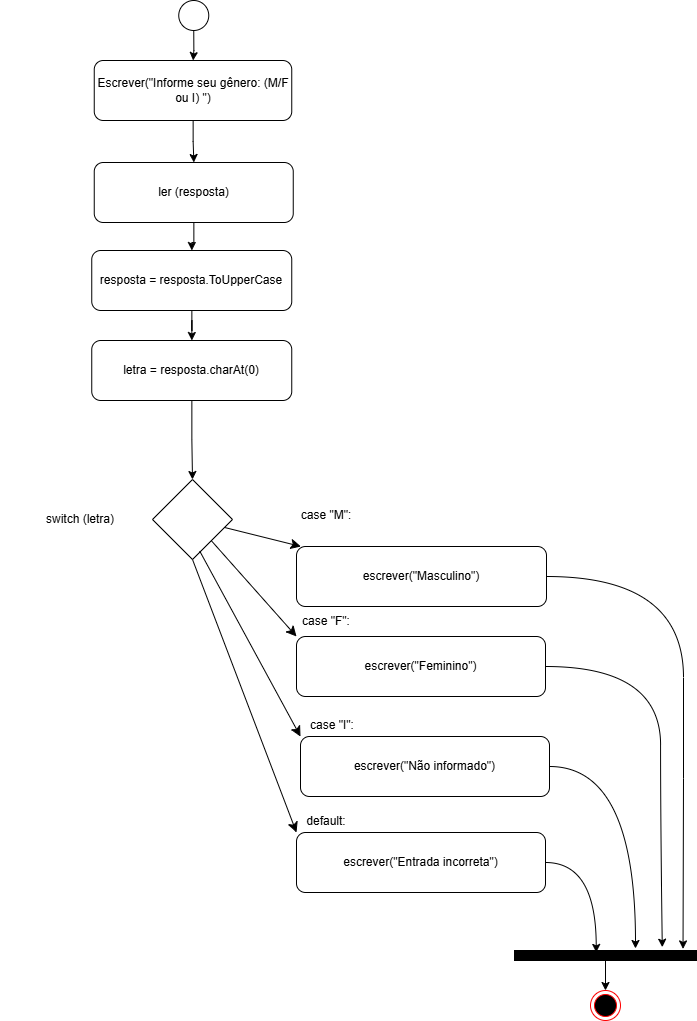 Escrever("Informe seu gênero: (M/F
ou I) ")
ler (resposta)
resposta = resposta.ToUpperCase
letra = resposta.charAt(0)
switch (letra)
case "M":
escrever("Masculino")
case "F":
escrever("Feminino")
case "I":
escrever("Não informado")
default:
escrever("Entrada incorreta")